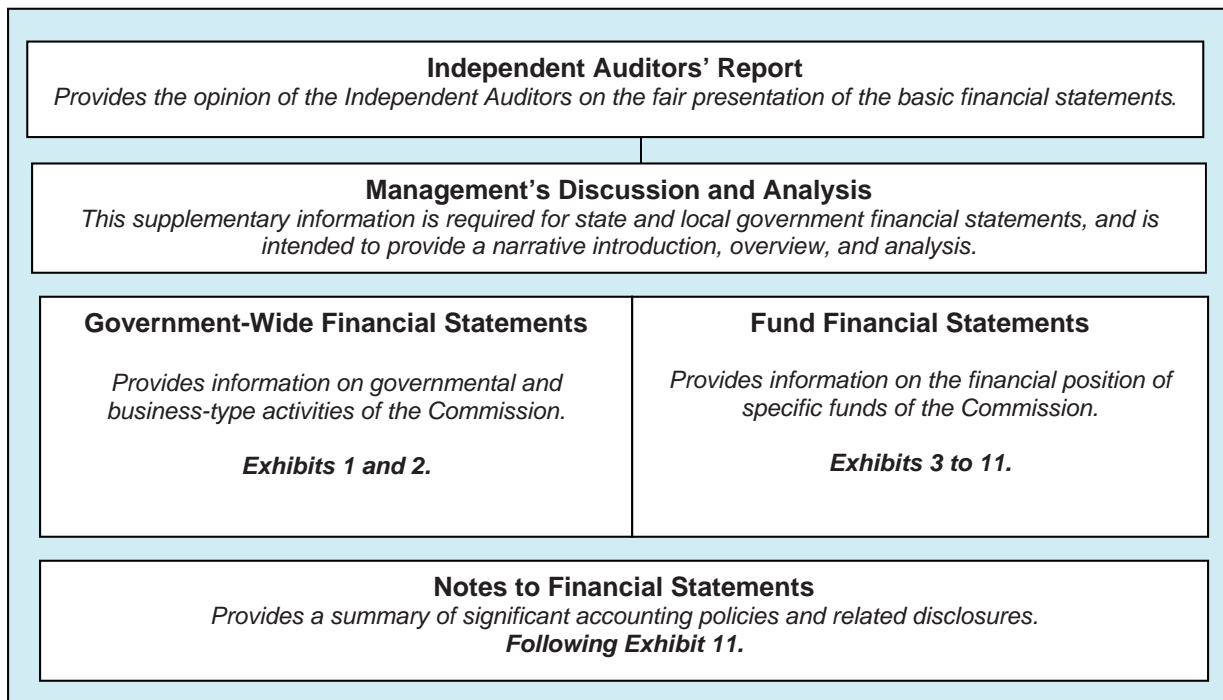 Independent Auditors’ Report
Provides the opinion of the Independent Auditors on the fair presentation of the basic financial statements.
Management’s Discussion and Analysis
This supplementary information is required for state and local government financial statements, and is
intended to provide a narrative introduction, overview, and analysis.
Government-Wide Financial Statements
Provides information on governmental and
business-type activities of the Commission.
Exhibits 1 and 2.
Fund Financial Statements
Provides information on the financial position of
specific funds of the Commission.
Exhibits 3 to 11.
Notes to Financial Statements
Provides a summary of significant accounting policies and related disclosures.
Following Exhibit 11.